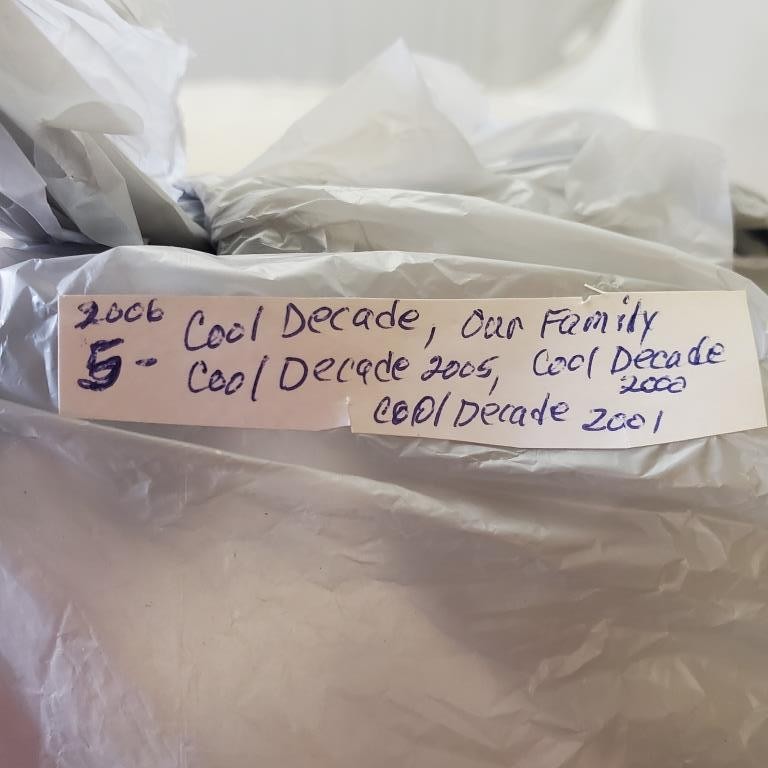 2006 Cool Decade, Our Family
5- Cool Decade 2005, Cool Decade
2000
Cool Decade 2001